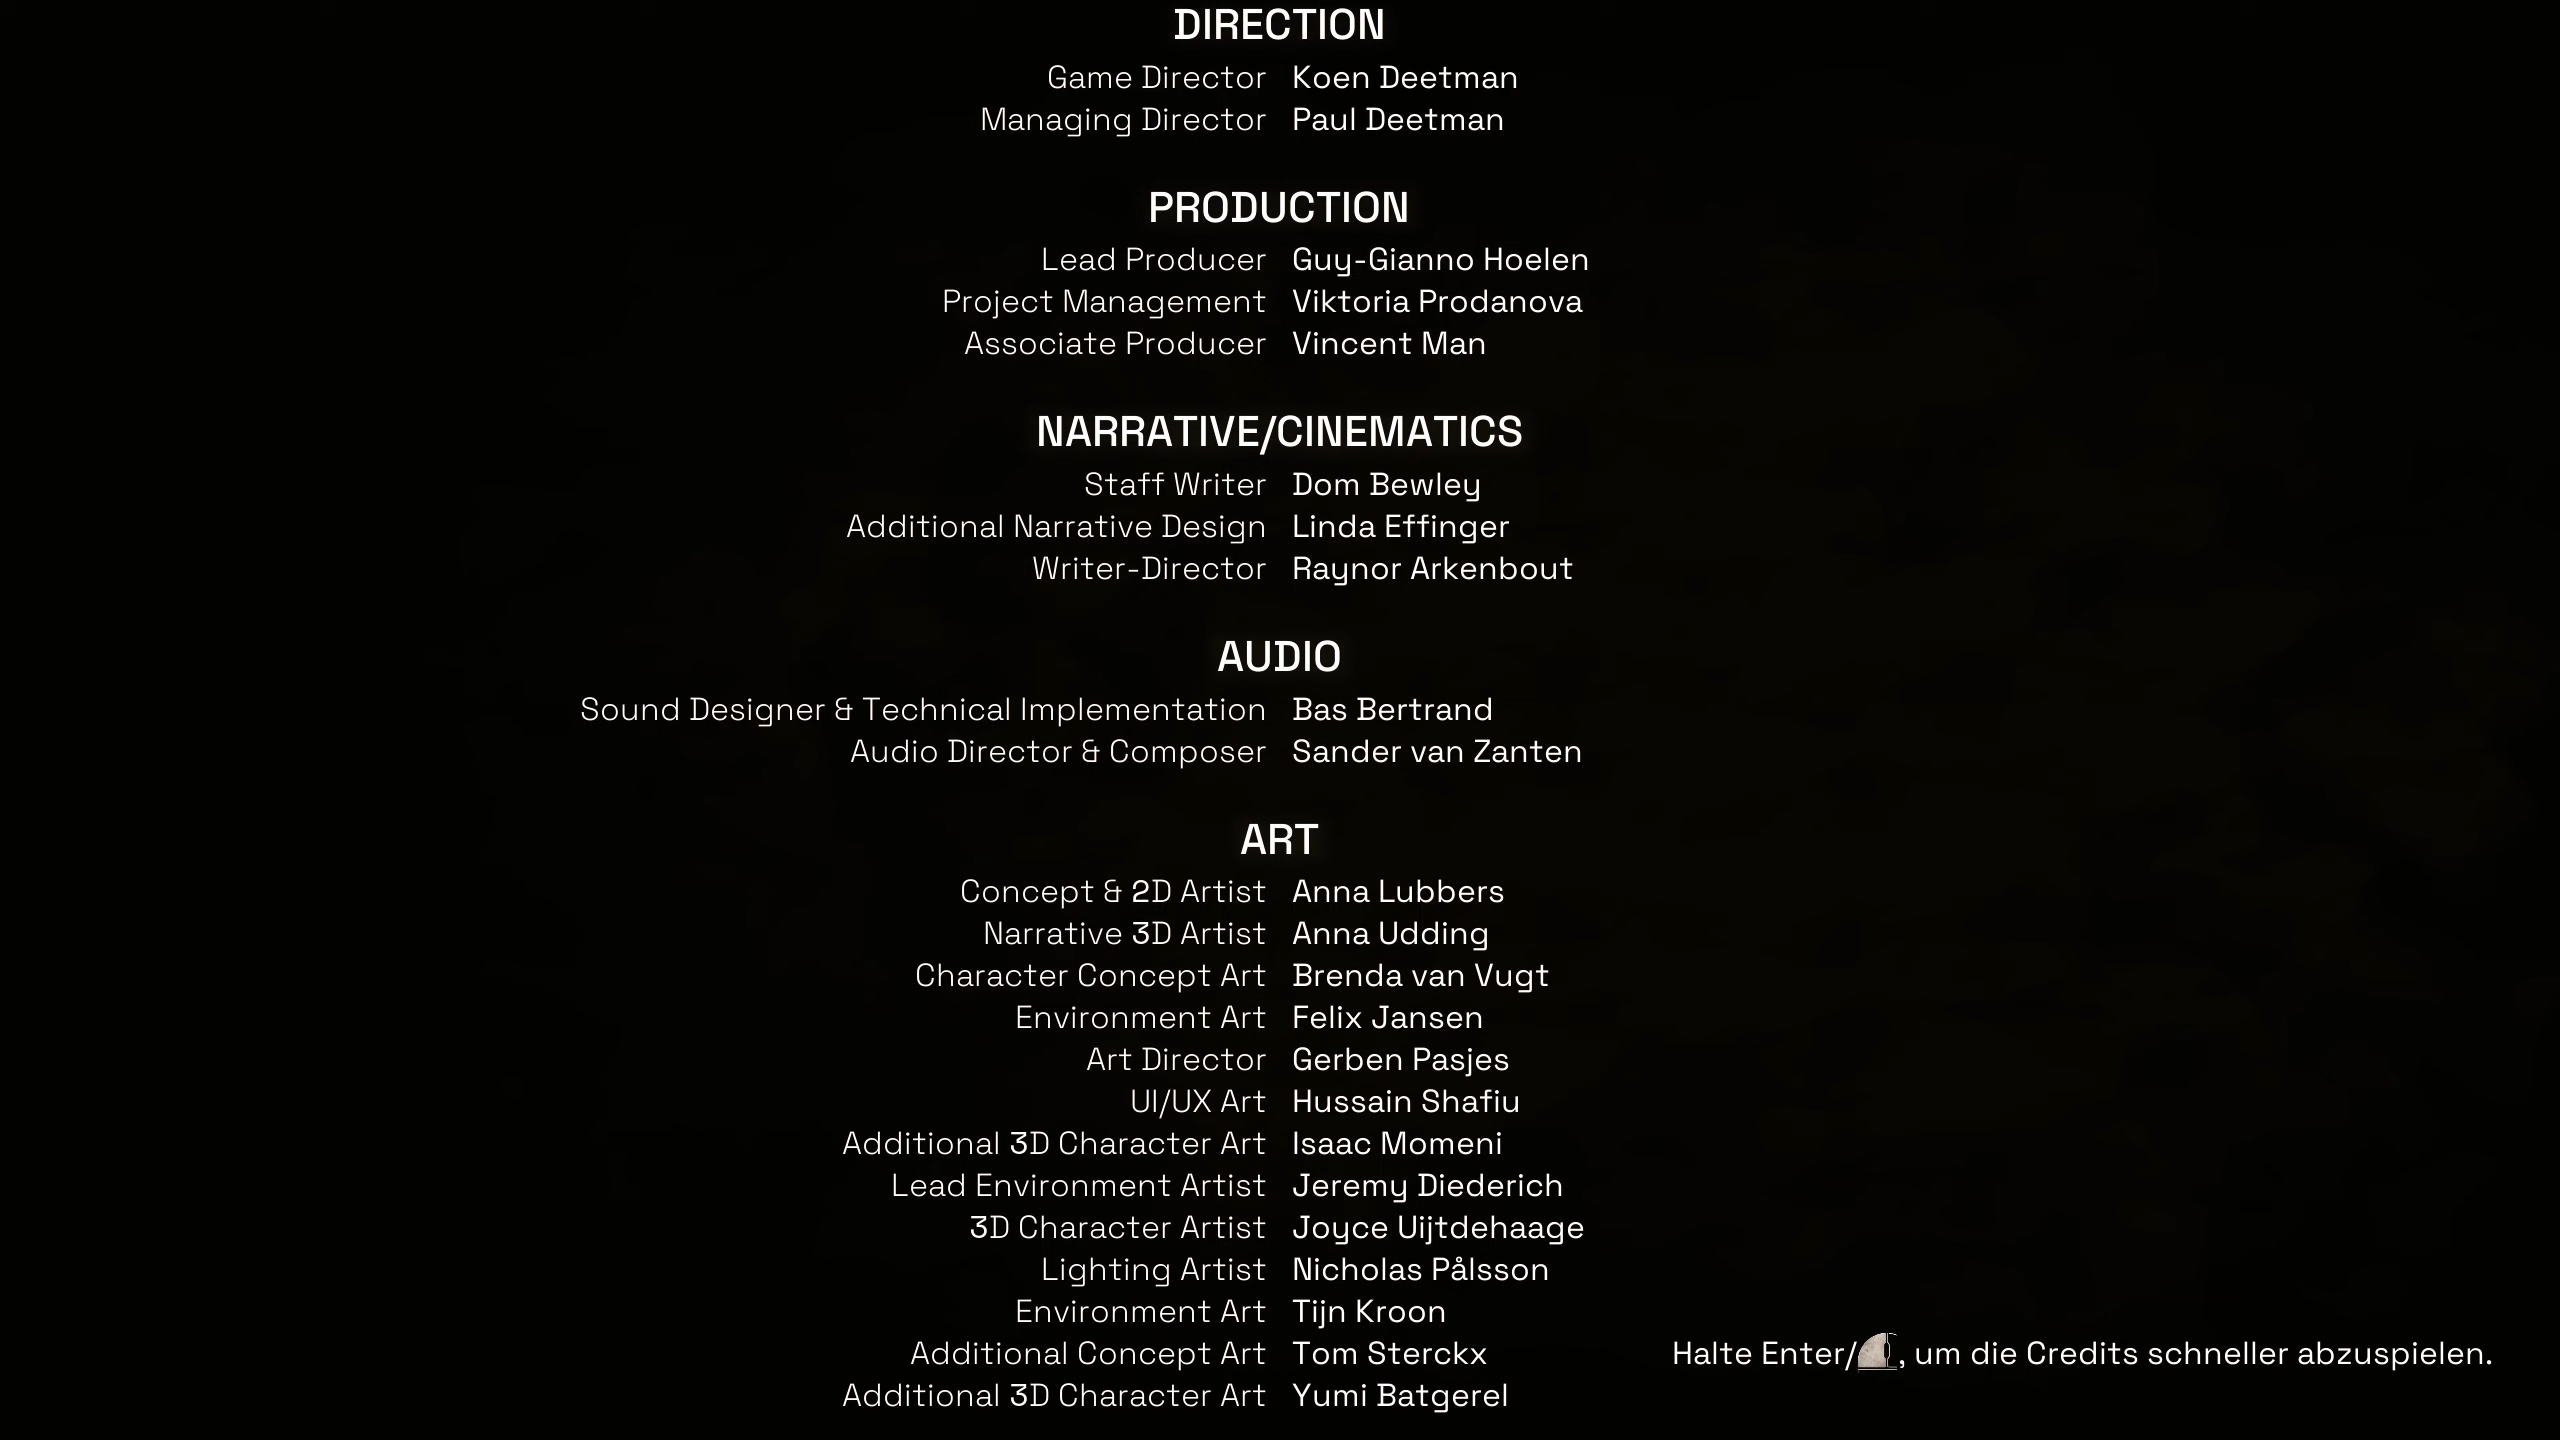 DIRECTION
Game Director Koen Deetman
Managing Director Paul Deetman
PRODUCTION
Lead Producer Guy-Gianno Hoelen
Project Management Viktoria Prodanova
Associate Producer Vincent Man
NARRATIVE/CINEMATICS
Staff Writer Dom Bewley
Additional Narrative Design Linda Effinger
Writer-Director Raynor Arkenbout
AUDIO
Sound Designer & Technical Implementation Bas Bertrand
Audio Director & Composer Sander van Zanten
ART
Concept & 2D Artist Anna Lubbers
Narrative 3D Artist Anna Udding
Character Concept Art Brenda van Vugt
Environment Art Felix Jansen
Art Director Gerben Pasjes
UI/UX Art Hussain Shafiu
Additional 3D Character Art Isaac Momeni
Lead Environment Artist Jeremy Diederich
3D Character Artist Joyce Uijtdehaage
Lighting Artist Nicholas Pålsson
Environment Art Tijn Kroon
Additional Concept Art Tom Sterckx
Halte Enter/, um die Credits schneller abzuspielen.
Additional 3D Character Art Yumi Batgerel